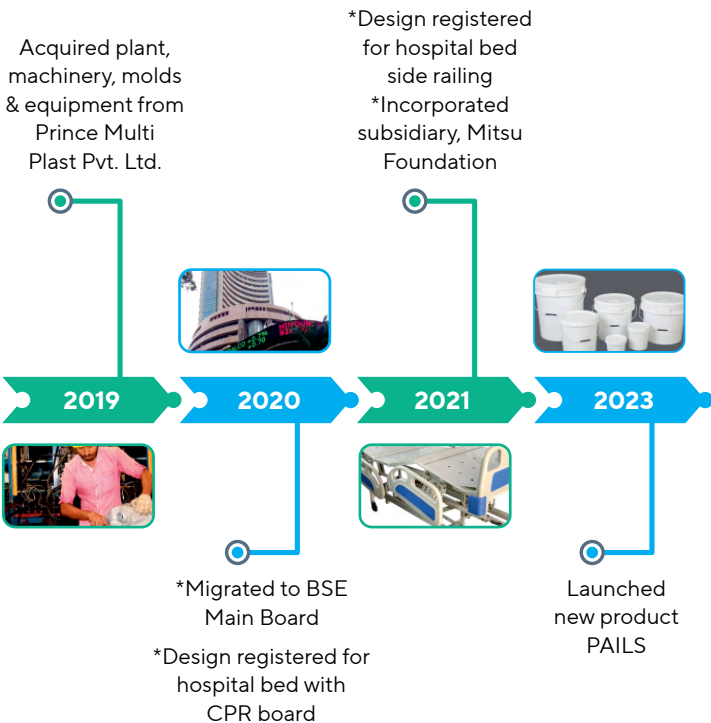 Acquired plant,
machinery, molds
& equipment from
Prince Multi
Plast Pvt. Ltd.
*Design registered
for hospital bed
side railing
*Incorporated
subsidiary, Mitsu
Foundation
2019
2020
2021
2023
*Migrated to BSE
Main Board
*Design registered for
hospital bed with
CPR board
Launched
new product
PAILS